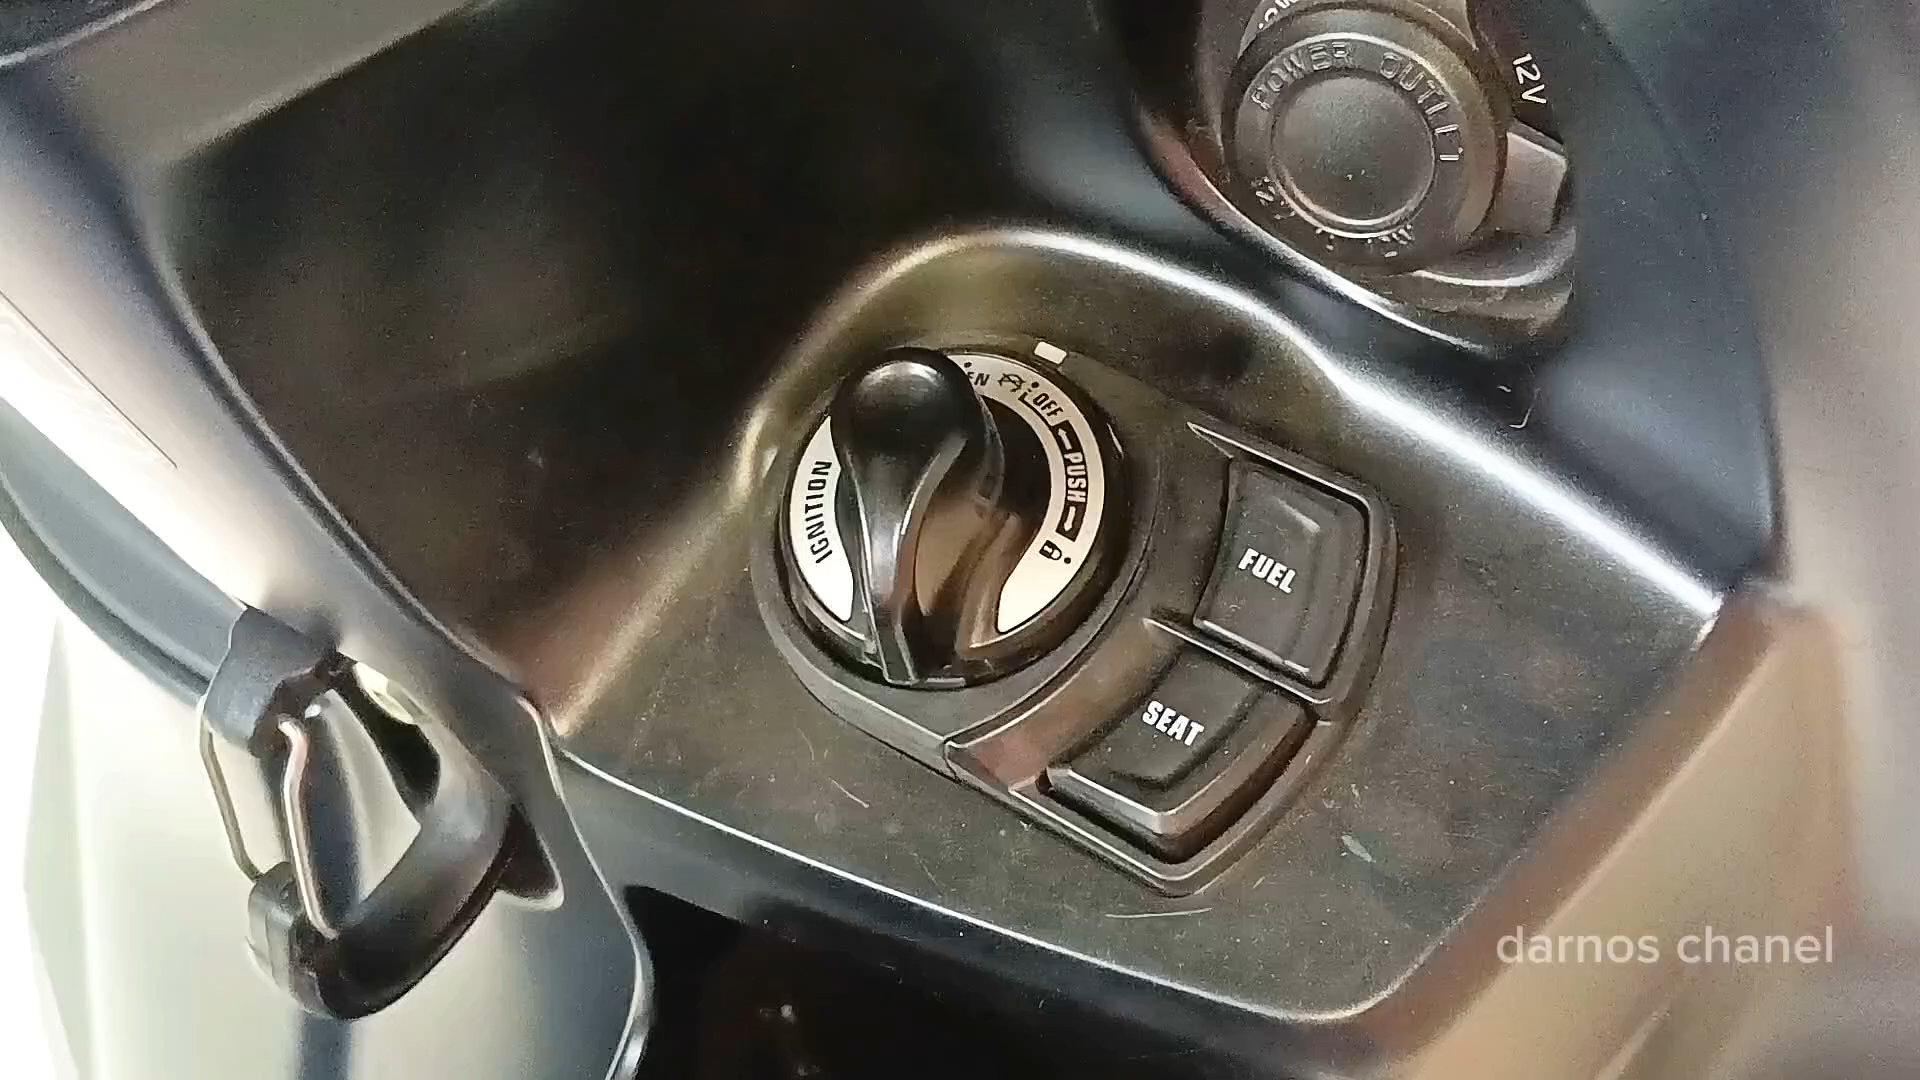 POWER OUTLET
12V
OFF
PUSH
IGNITION
FUEL
SEAT
darnos chanel